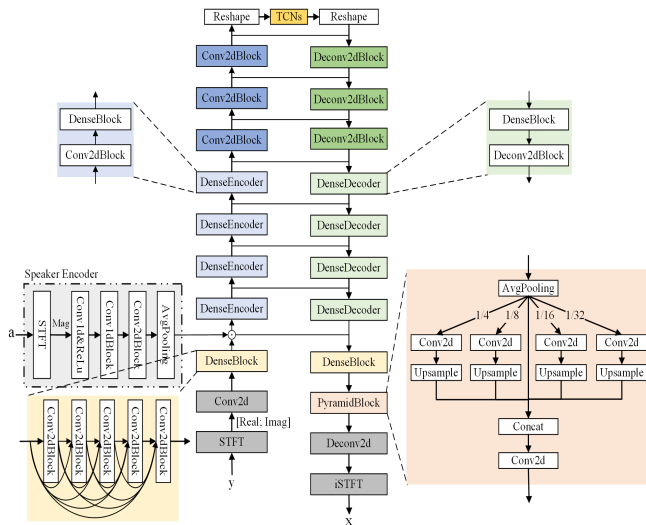 Reshape
TCNs
Reshape
Conv2dBlock
Deconv2dBlock
Conv2dBlock
Deconv2dBlock
Conv2dBlock
Deconv2dBlock
DenseBlock
Conv2dBlock
DenseBlock
Deconv2dBlock
DenseEncoder
DenseDecoder
DenseEncoder
DenseDecoder
DenseEncoder
DenseDecoder
DenseEncoder
DenseDecoder
Speaker Encoder
a
STFT
Mag
Conv1d&ReLu
Conv1dBlock
Conv2dBlock
AvgPooling
DenseBlock
Conv2d
[Real; Imag]
STFT
y
Conv2dBlock
Conv2dBlock
Conv2dBlock
Conv2dBlock
Conv2dBlock
DenseBlock
PyramidBlock
Deconv2d
iSTFT
x
AvgPooling
1/4
1/8
1/16
1/32
Conv2d
Conv2d
Conv2d
Conv2d
Upsample
Upsample
Upsample
Upsample
Concat
Conv2d